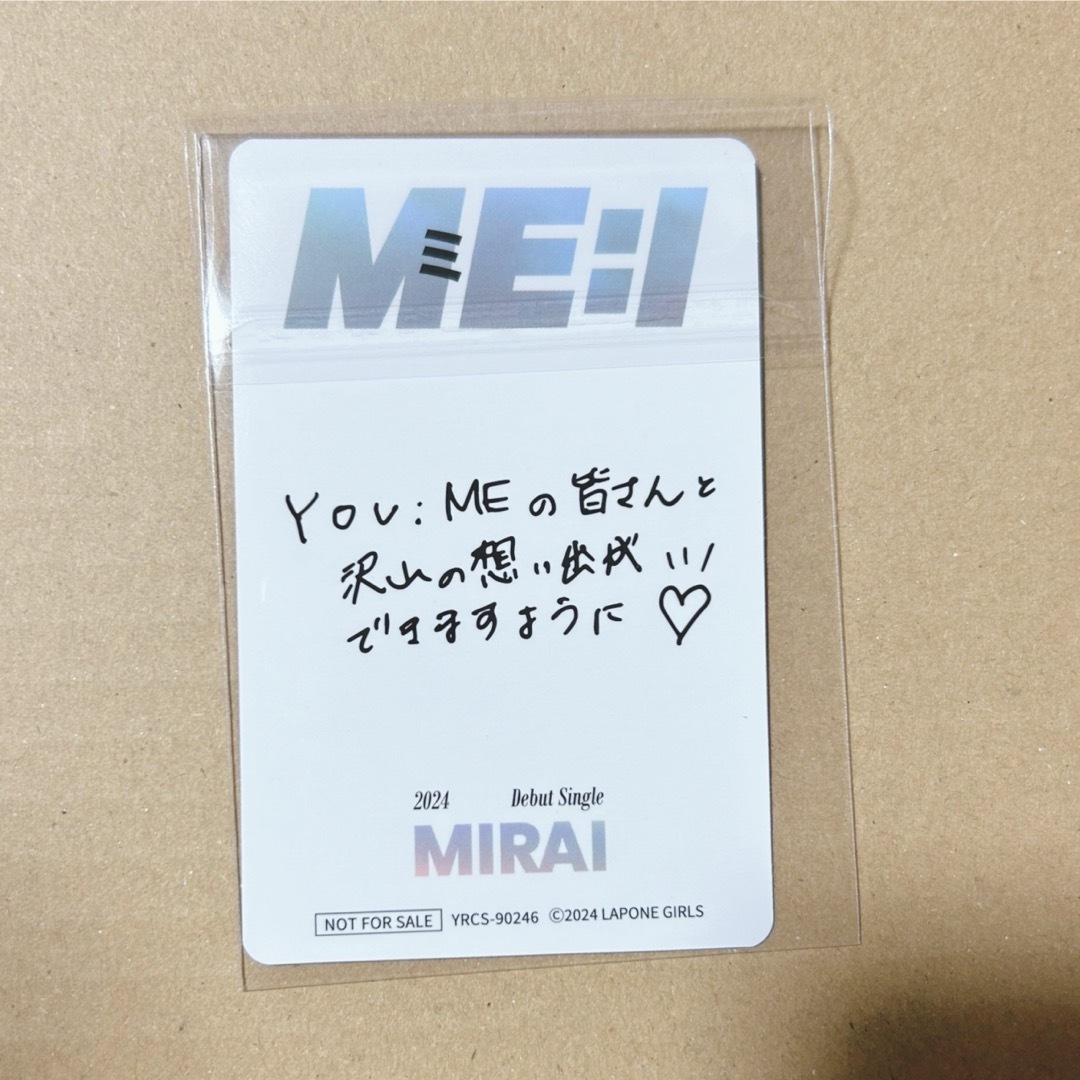 ME:I
ミ
YOU:MEの皆さんと
沢山の想い出が
できますように♡
2024 Debut Single
MIRAI
NOT FOR SALE YRCS-90246 ©2024 LAPONE GIRLS